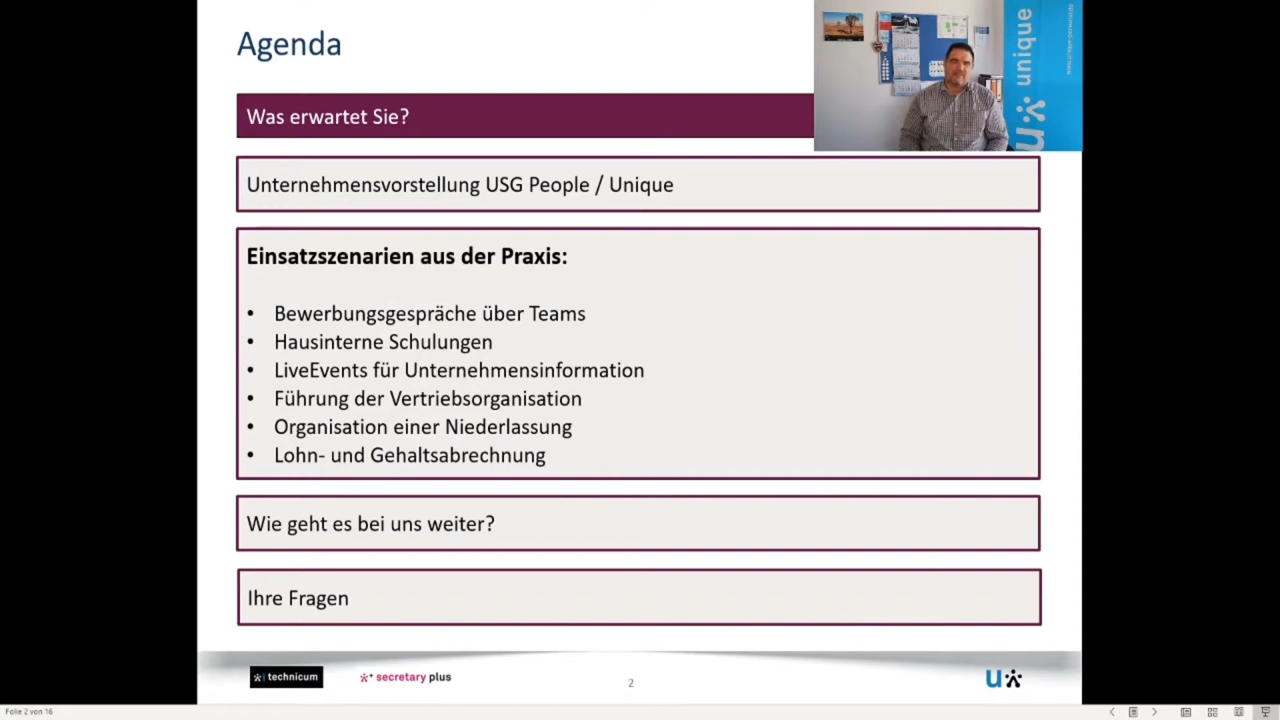 Agenda
Was erwartet Sie?
unique
Unternehmensvorstellung USG People / Unique
Einsatzszenarien aus der Praxis:
• Bewerbungsgespräche über Teams
• Hausinterne Schulungen
• LiveEvents für Unternehmensinformation
• Führung der Vertriebsorganisation
• Organisation einer Niederlassung
• Lohn- und Gehaltsabrechnung
Wie geht es bei uns weiter?
Ihre Fragen
technicum
secretary plus
2
u
Folie 2 von 16